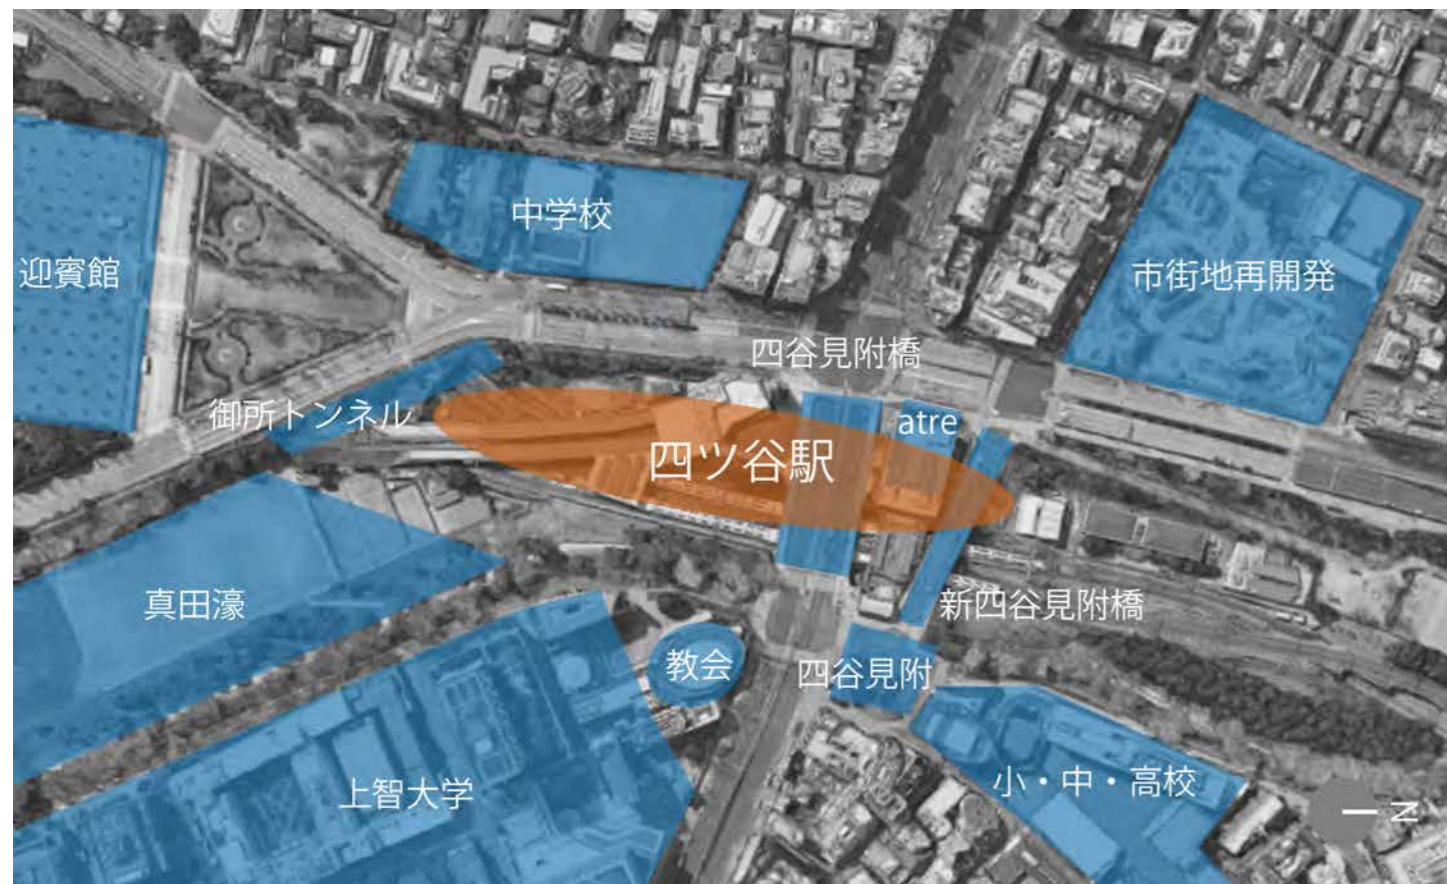 中学校
迎賓館
市街地再開発
四谷見附橋
御所トンネル
atre
四ツ谷駅
真田濠
新四谷見附橋
教会
四谷見附
上智大学
小・中・高校
N